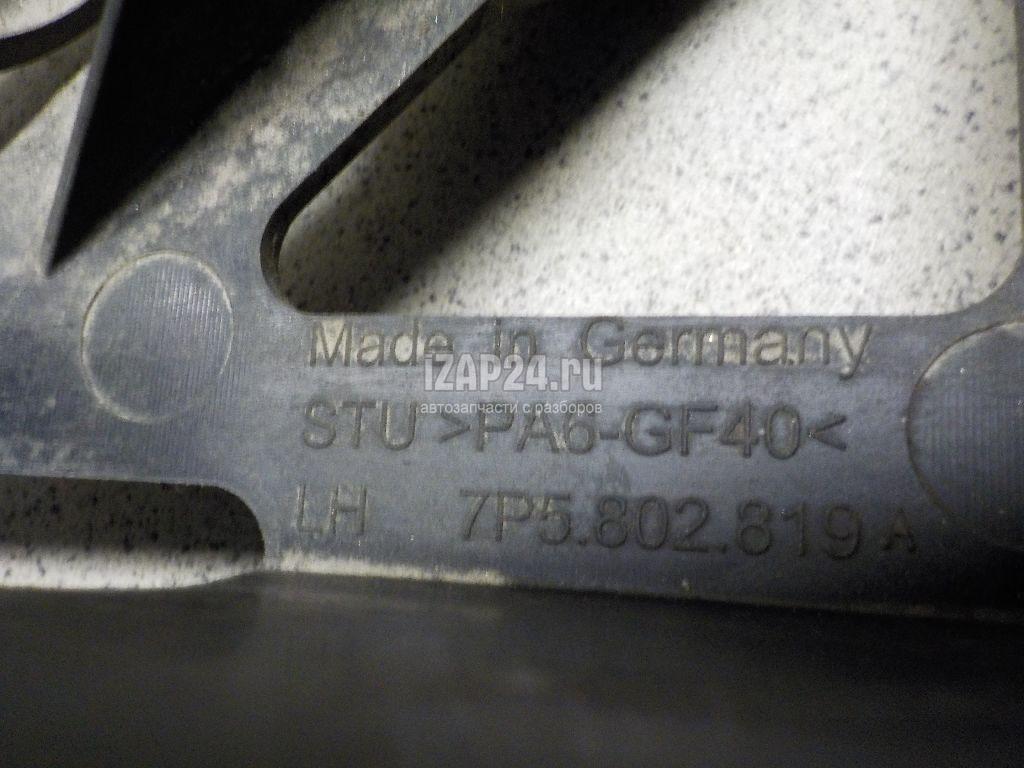 Made in Germany
iZAP24.ru
автозапчасти с разборов
STU >PA6-GF40<
LH 7P5.802.819 A